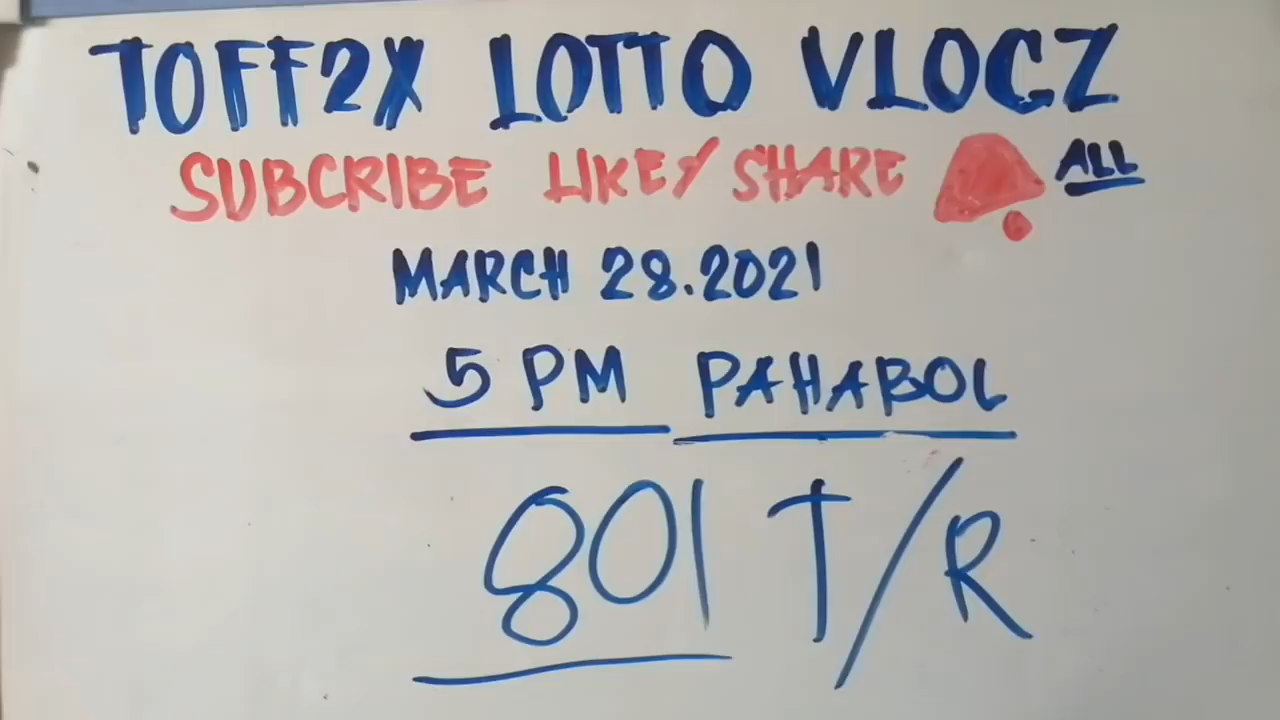 TOFF2X LOTTO VLOGZ
SUBCRIBE LIKE/SHARE ALL
MARCH 28.2021
5 PM PAHABOL
801 T/R